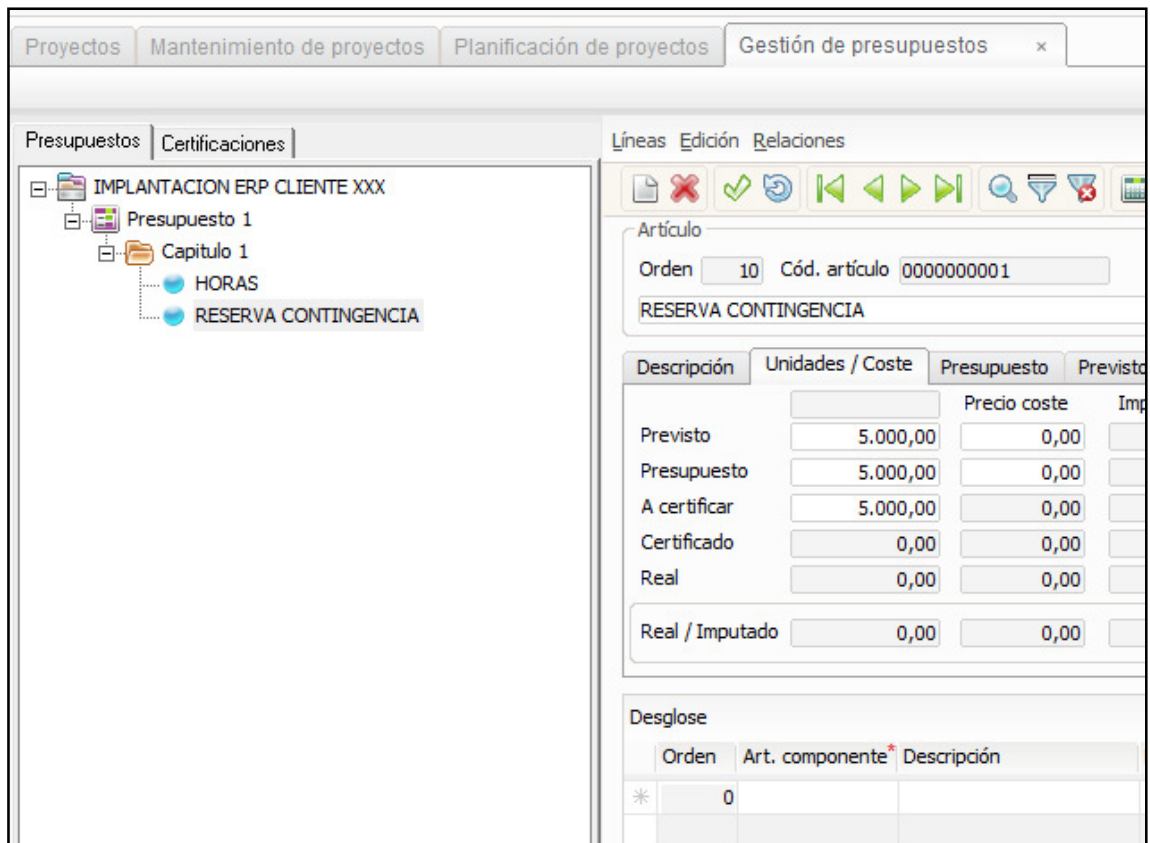 Proyectos Mantenimiento de proyectos Planificación de proyectos Gestión de presupuestos ×
Presupuestos Certificaciones
IMPLANTACION ERP CLIENTE XXX
Presupuesto 1
Capitulo 1
HORAS
RESERVA CONTINGENCIA
Líneas Edición Relaciones
Artículo
Orden 10 Cód. artículo 0000000001
RESERVA CONTINGENCIA
Descripción Unidades / Coste Presupuesto Previsto
Precio coste Imp
Previsto 5.000,00 0,00
Presupuesto 5.000,00 0,00
A certificar 5.000,00 0,00
Certificado 0,00 0,00
Real 0,00 0,00
Real / Imputado 0,00 0,00
Desglose
Orden Art. componente* Descripción
0